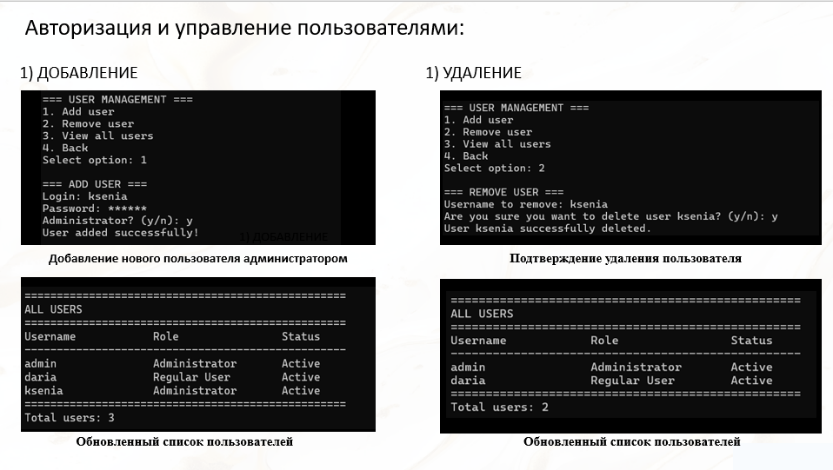 Авторизация и управление пользователями:
1) ДОБАВЛЕНИЕ
=== USER MANAGEMENT ===
1. Add user
2. Remove user
3. View all users
4. Back
Select option: 1
=== ADD USER ===
Login: ksenia
Password: ******
Administrator? (y/n): y
User added successfully!
1) ДОБАВЛЕНИЕ
Добавление нового пользователя администратором
==================================================
ALL USERS
==================================================
Username Role Status
--------------------------------------------------
admin Administrator Active
daria Regular User Active
ksenia Administrator Active
==================================================
Total users: 3
Обновленный список пользователей
1) УДАЛЕНИЕ
=== USER MANAGEMENT ===
1. Add user
2. Remove user
3. View all users
4. Back
Select option: 2
=== REMOVE USER ===
Username to remove: ksenia
Are you sure you want to delete user ksenia? (y/n): y
User ksenia successfully deleted.
Подтверждение удаления пользователя
==================================================
ALL USERS
==================================================
Username Role Status
--------------------------------------------------
admin Administrator Active
daria Regular User Active
==================================================
Total users: 2
Обновленный список пользователей